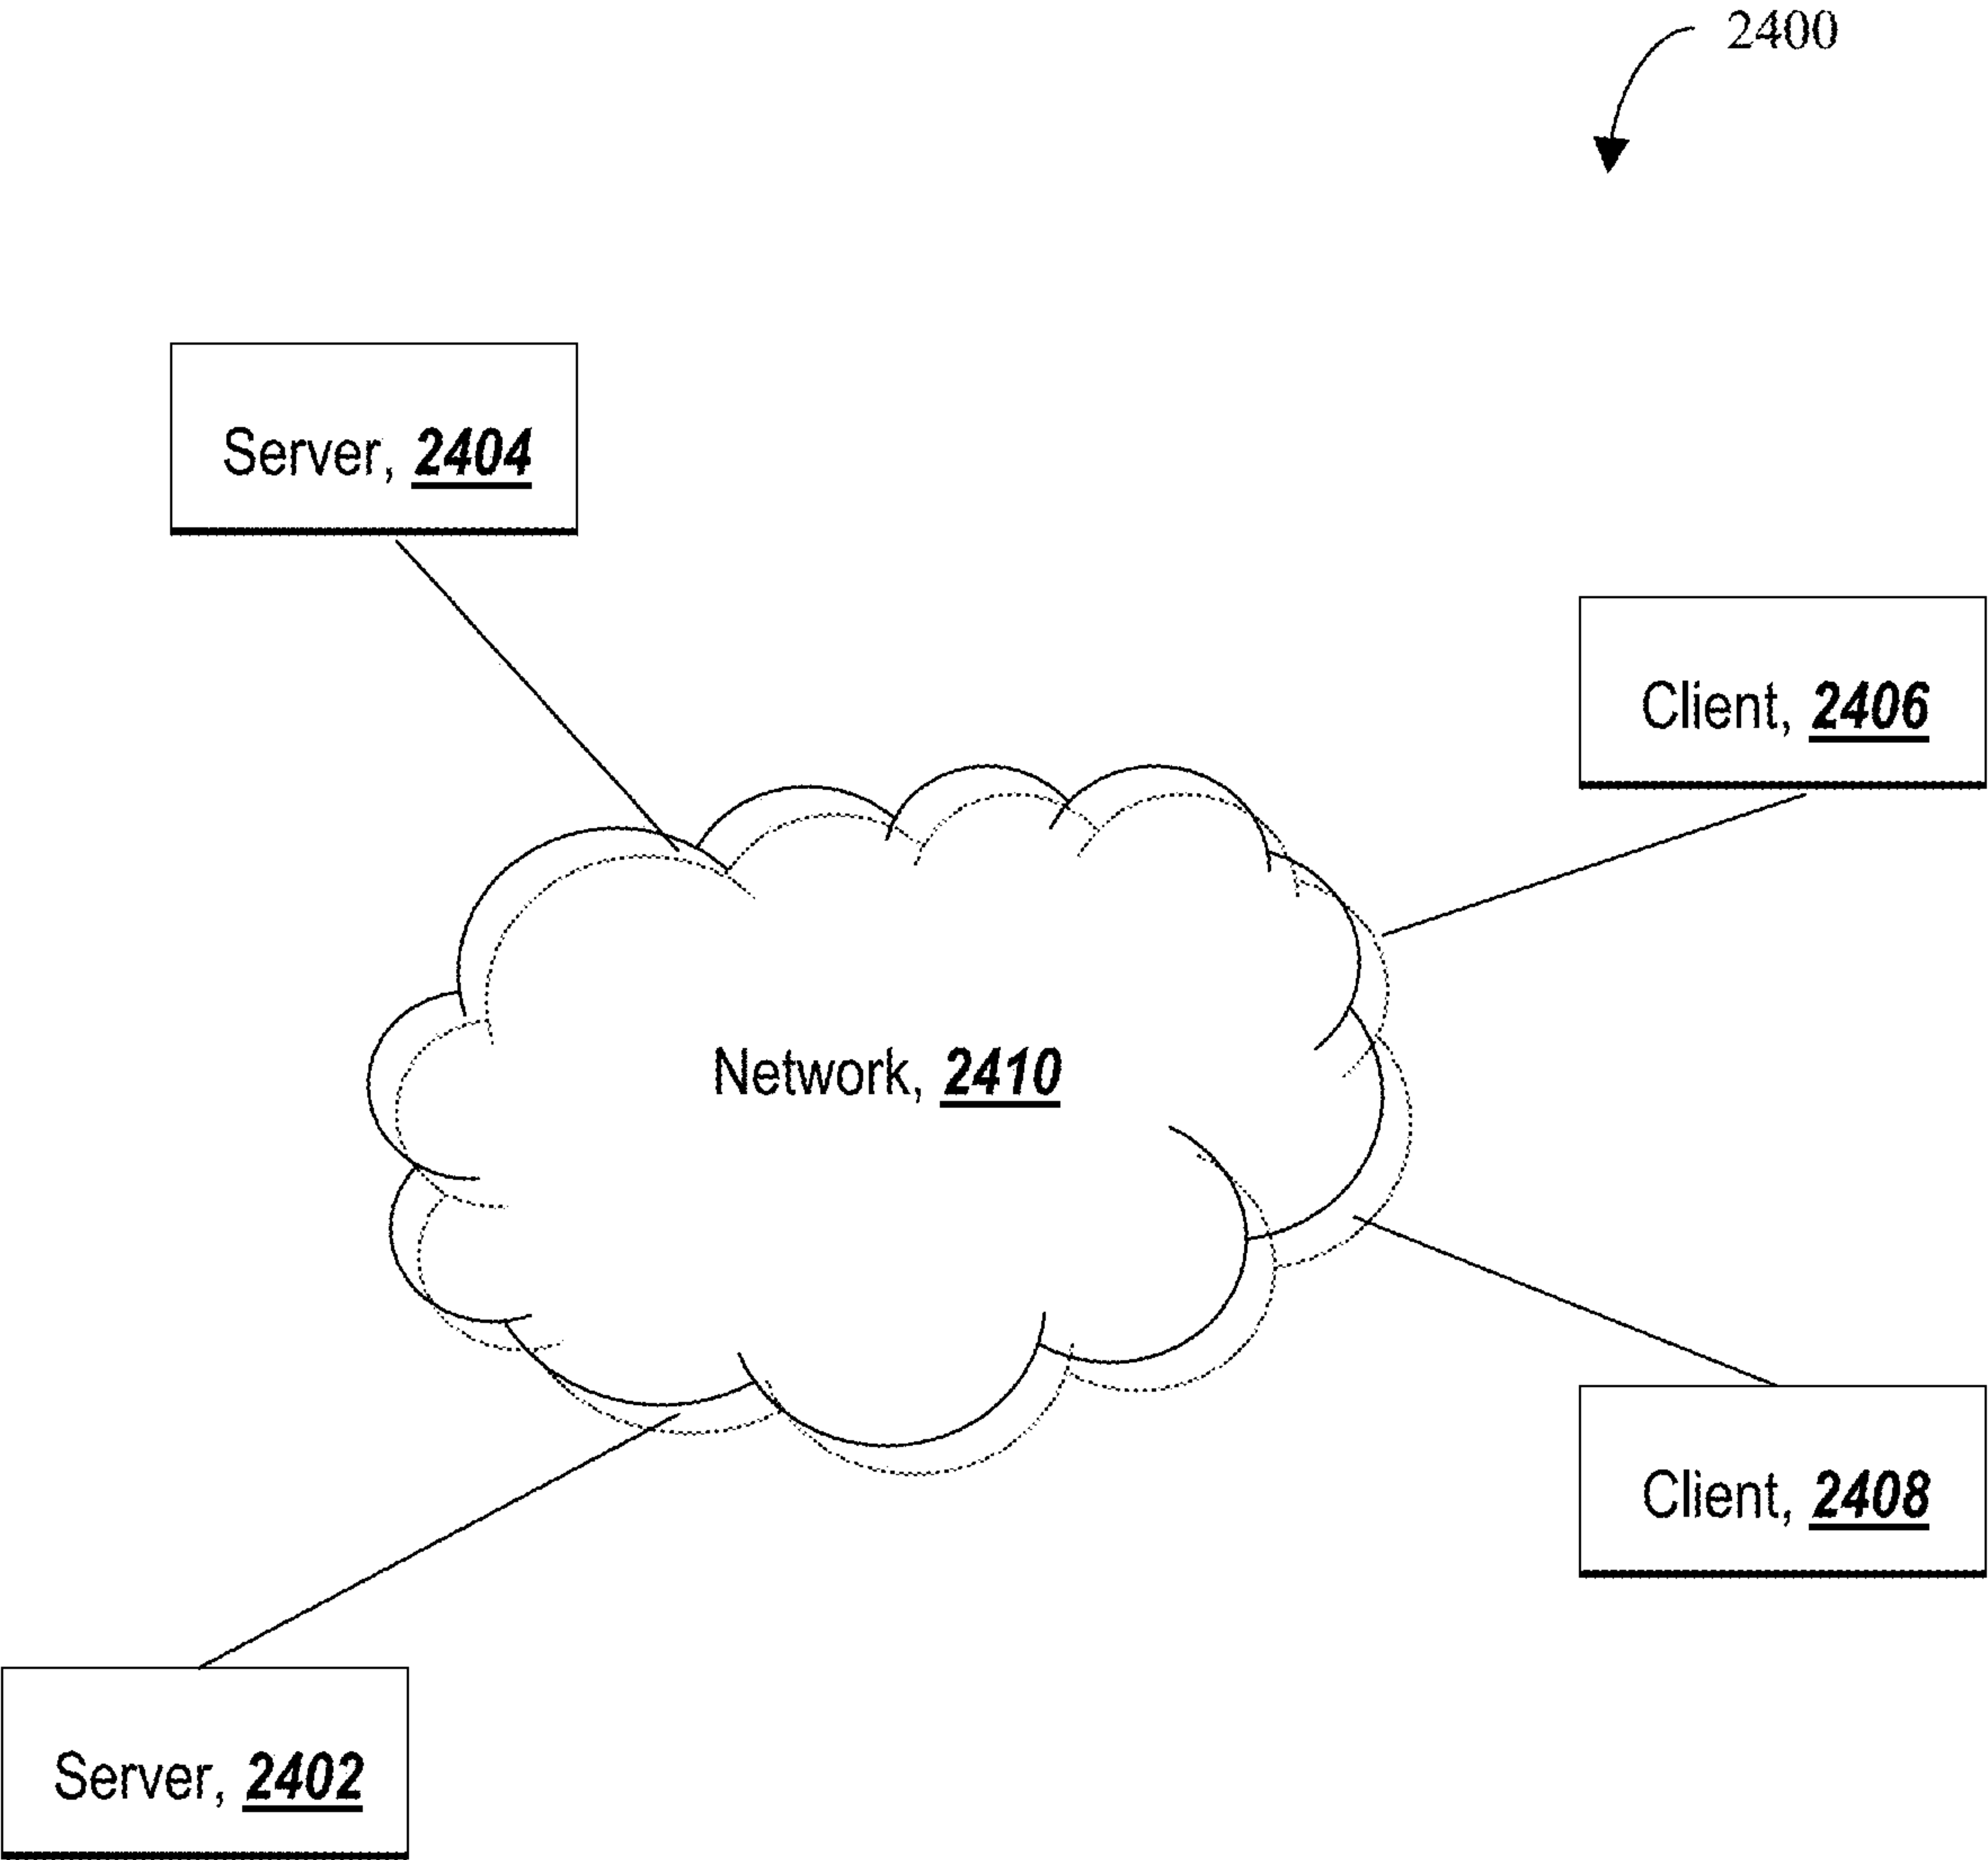 2400
Server, 2404
Client, 2406
Network, 2410
Client, 2408
Server, 2402